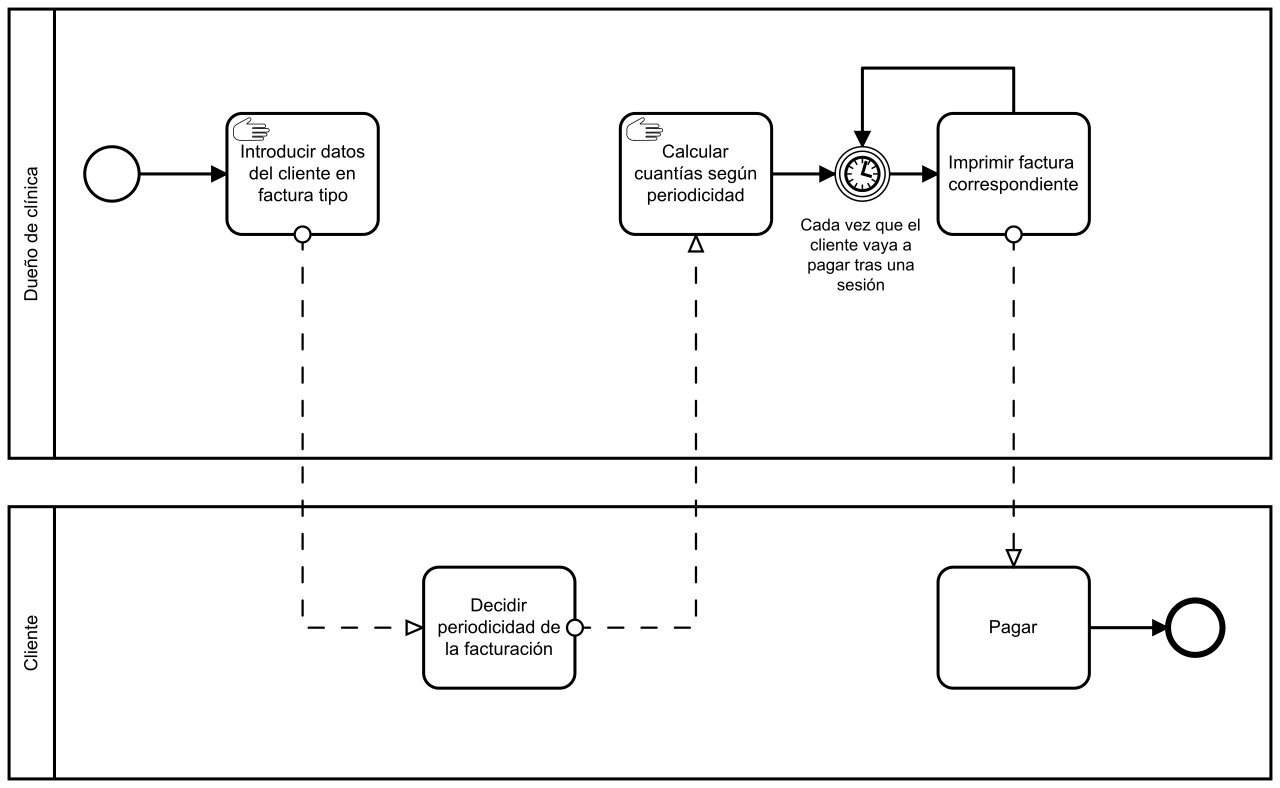 Dueño de clínica
Introducir datos
del cliente en
factura tipo
Calcular
cuantías según
periodicidad
Cada vez que el
cliente vaya a
pagar tras una
sesión
Imprimir factura
correspondiente
Cliente
Decidir
periodicidad de
la facturación
Pagar